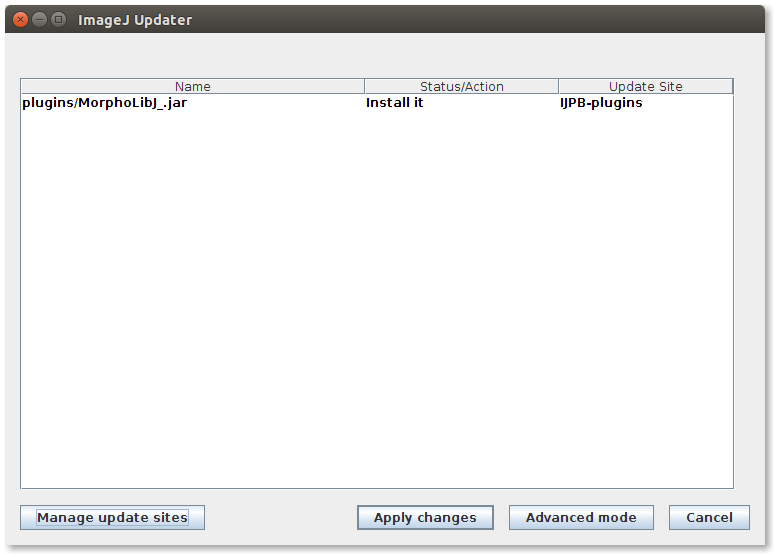 ImageJ Updater
Name Status/Action Update Site
plugins/MorphoLibJ_.jar Install it IJPB-plugins
Manage update sites Apply changes Advanced mode Cancel